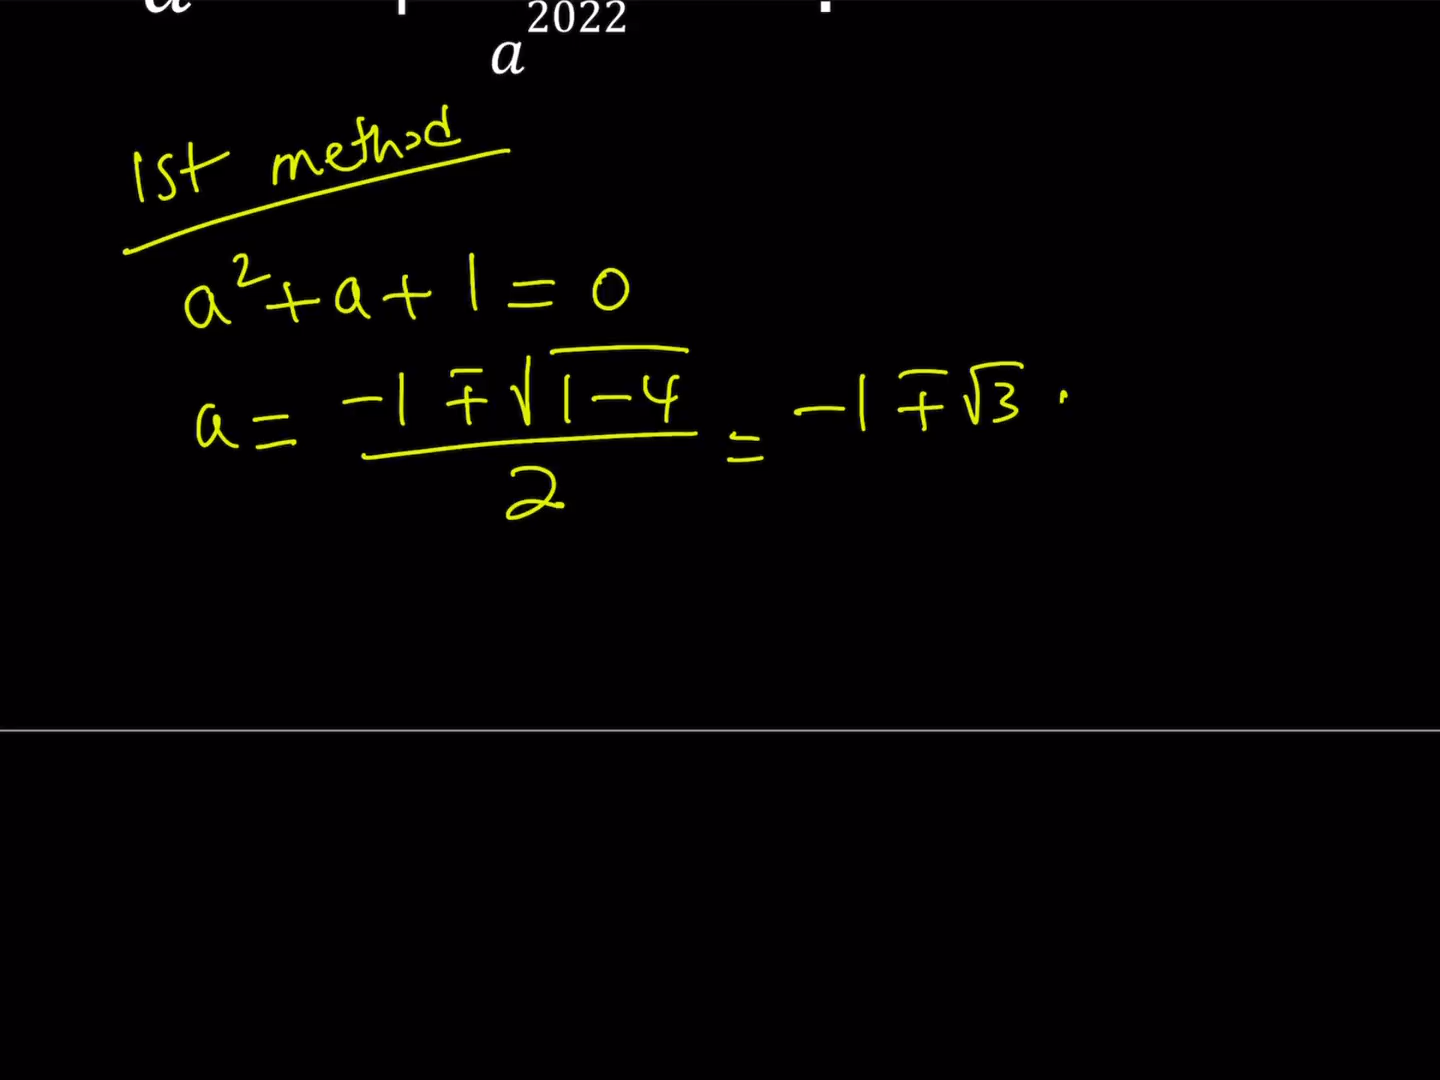 a^2022
1st method
a² + a + 1 = 0
a = (-1 ∓ √(1-4))/2 = -1 ∓ √3 .